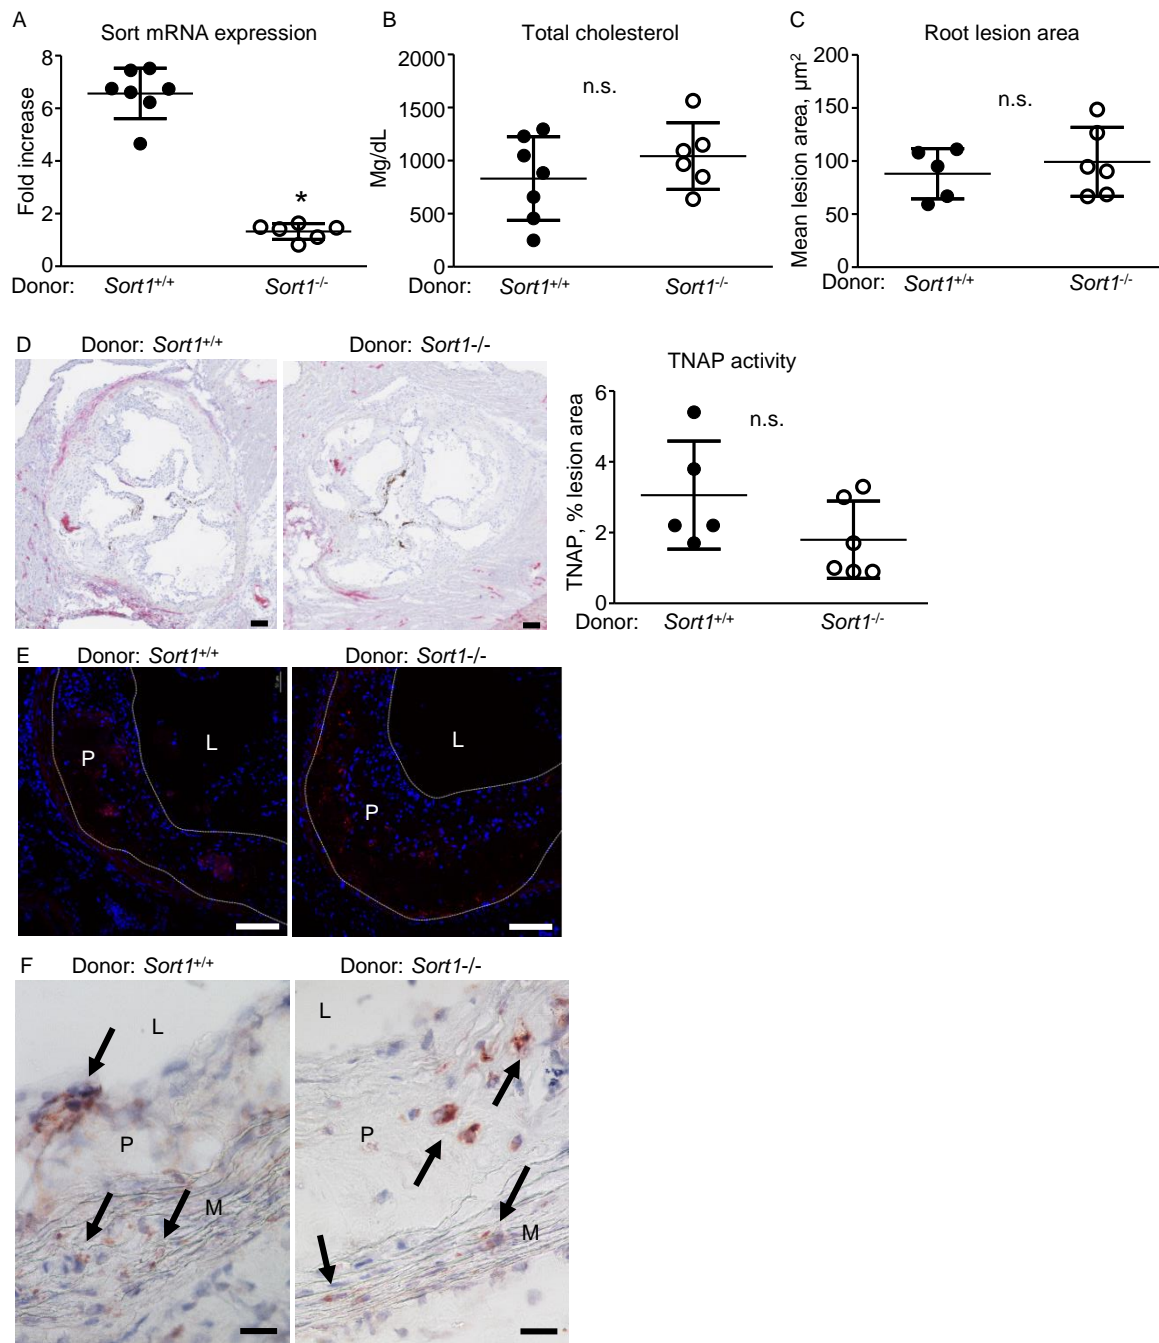 A
Sort mRNA expression
Fold increase
8
6
4
2
0
*
Donor: Sort1+/+ Sort1-/-
B
Total cholesterol
Mg/dL
2000
1500
1000
500
0
n.s.
Donor: Sort1+/+ Sort1-/-
C
Root lesion area
Mean lesion area, µm²
200
150
100
50
0
n.s.
Donor: Sort1+/+ Sort1-/-
D
Donor: Sort1+/+
Donor: Sort1-/-
TNAP activity
TNAP, % lesion area
6
4
2
0
n.s.
Donor: Sort1+/+ Sort1-/-
E
Donor: Sort1+/+
Donor: Sort1-/-
P
L
P
L
F
Donor: Sort1+/+
Donor: Sort1-/-
L
P
M
L
P
M